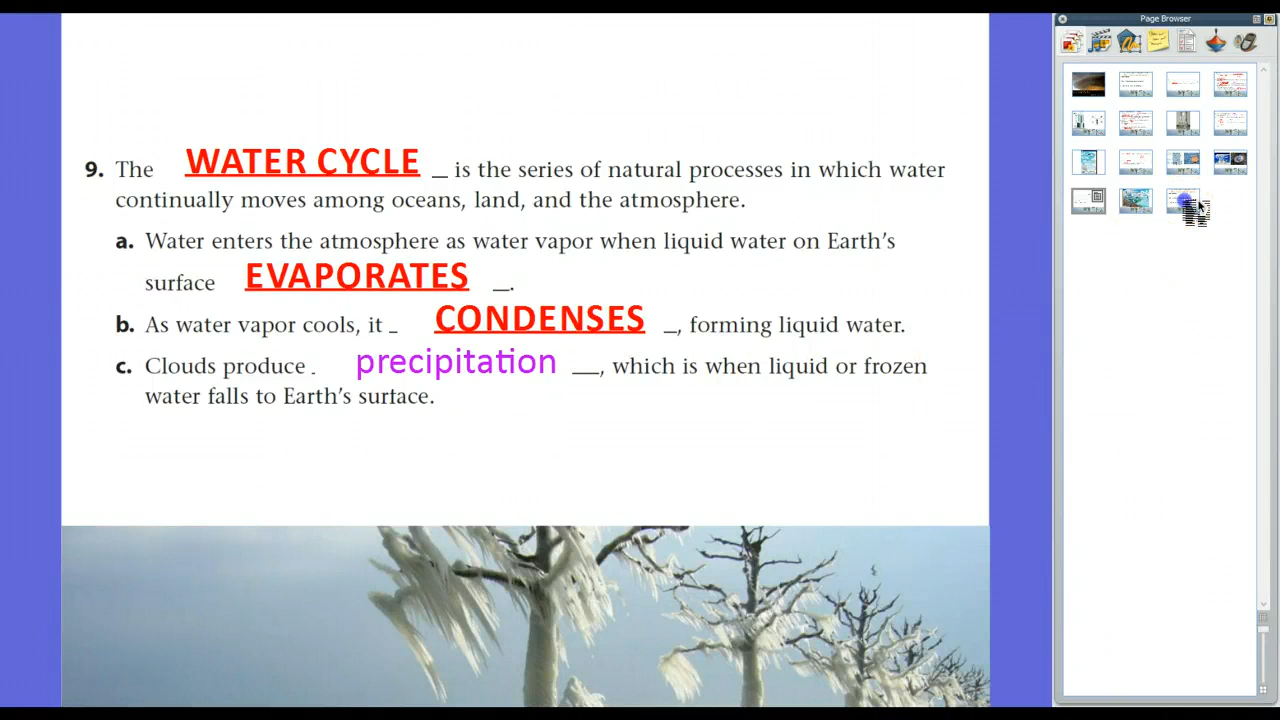 Page Browser
9. The WATER CYCLE _ is the series of natural processes in which water
continually moves among oceans, land, and the atmosphere.
a. Water enters the atmosphere as water vapor when liquid water on Earth’s
surface EVAPORATES _.
b. As water vapor cools, it _ CONDENSES _, forming liquid water.
c. Clouds produce _ precipitation __, which is when liquid or frozen
water falls to Earth’s surface.